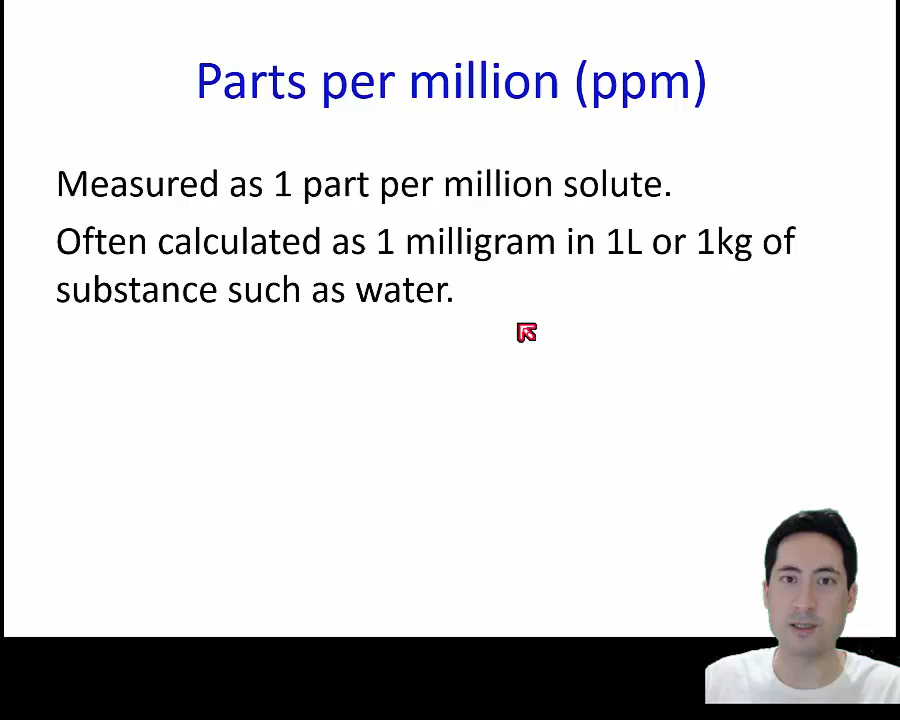 Parts per million (ppm)
Measured as 1 part per million solute.
Often calculated as 1 milligram in 1L or 1kg of
substance such as water.